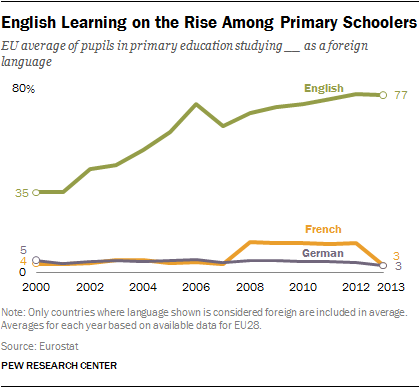 English Learning on the Rise Among Primary Schoolers
EU average of pupils in primary education studying __ as a foreign
language
80%
English
77
35
French
German
5
4
0
3
3
2000 2002 2004 2006 2008 2010 2012 2013
Note: Only countries where language shown is considered foreign are included in average.
Averages for each year based on available data for EU28.
Source: Eurostat
PEW RESEARCH CENTER